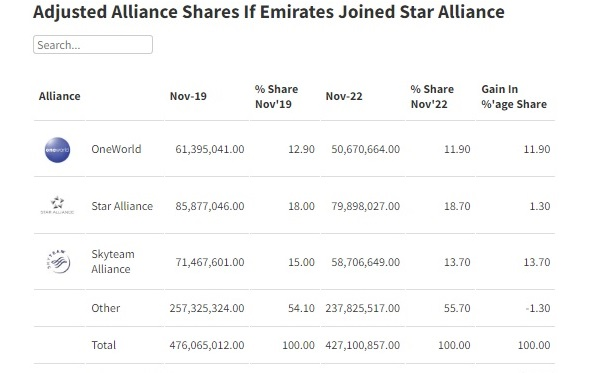 Adjusted Alliance Shares If Emirates Joined Star Alliance
Search...
Alliance Nov-19 % Share Nov'19 Nov-22 % Share Nov'22 Gain In %'age Share
oneworld OneWorld 61,395,041.00 12.90 50,670,664.00 11.90 11.90
STAR ALLIANCE Star Alliance 85,877,046.00 18.00 79,898,027.00 18.70 1.30
SKYTEAM Skyteam Alliance 71,467,601.00 15.00 58,706,649.00 13.70 13.70
Other 257,325,324.00 54.10 237,825,517.00 55.70 -1.30
Total 476,065,012.00 100.00 427,100,857.00 100.00 100.00